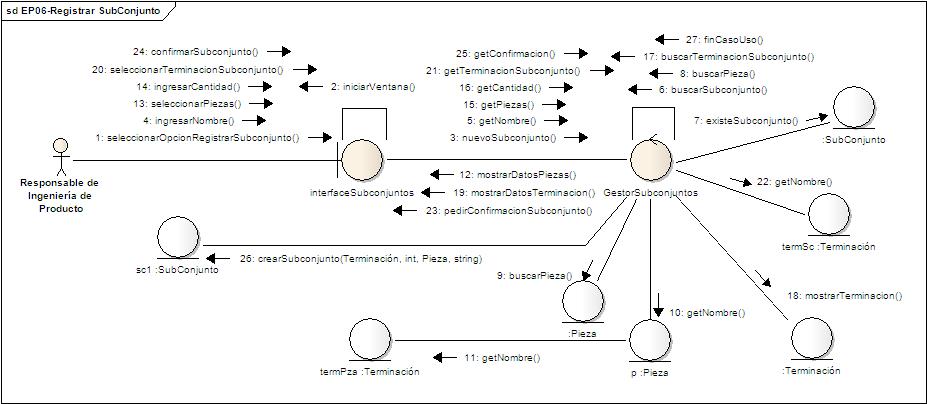 sd EP06-Registrar SubConjunto
24: confirmarSubconjunto()
20: seleccionarTerminacionSubconjunto()
14: ingresarCantidad()
13: seleccionarPiezas()
4: ingresarNombre()
1: seleccionarOpcionRegistrarSubconjunto()
2: iniciarVentana()
25: getConfirmacion()
21: getTerminacionSubconjunto()
16: getCantidad()
15: getPiezas()
5: getNombre()
3: nuevoSubconjunto()
27: finCasoUso()
17: buscarTerminacionSubconjunto()
8: buscarPieza()
6: buscarSubconjunto()
7: existeSubconjunto()
:SubConjunto
Responsable de
Ingeniería de
Producto
interfaceSubconjuntos
GestorSubconjuntos
12: mostrarDatosPiezas()
19: mostrarDatosTerminacion()
23: pedirConfirmacionSubconjunto()
22: getNombre()
termSc :Terminación
26: crearSubconjunto(Terminación, int, Pieza, string)
sc1 :SubConjunto
9: buscarPieza()
:Pieza
18: mostrarTerminacion()
10: getNombre()
11: getNombre()
termPza :Terminación
p :Pieza
:Terminación